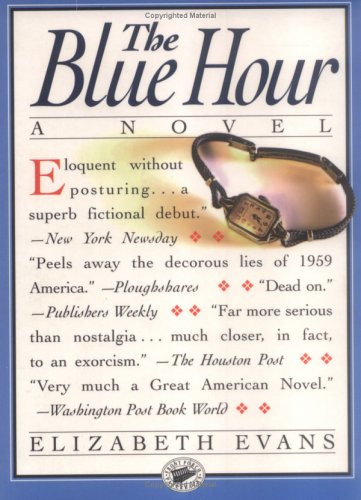 The
Blue Hour
A NOVEL
Eloquent without
posturing... a
superb fictional debut."
—New York Newsday
"Peels away the decorous lies of 1959
America." —Ploughshares "Dead on."
—Publishers Weekly "Far more serious
than nostalgia... much closer, in fact,
to an exorcism." —The Houston Post
"Very much a Great American Novel."
—Washington Post Book World
ELIZABETH EVANS